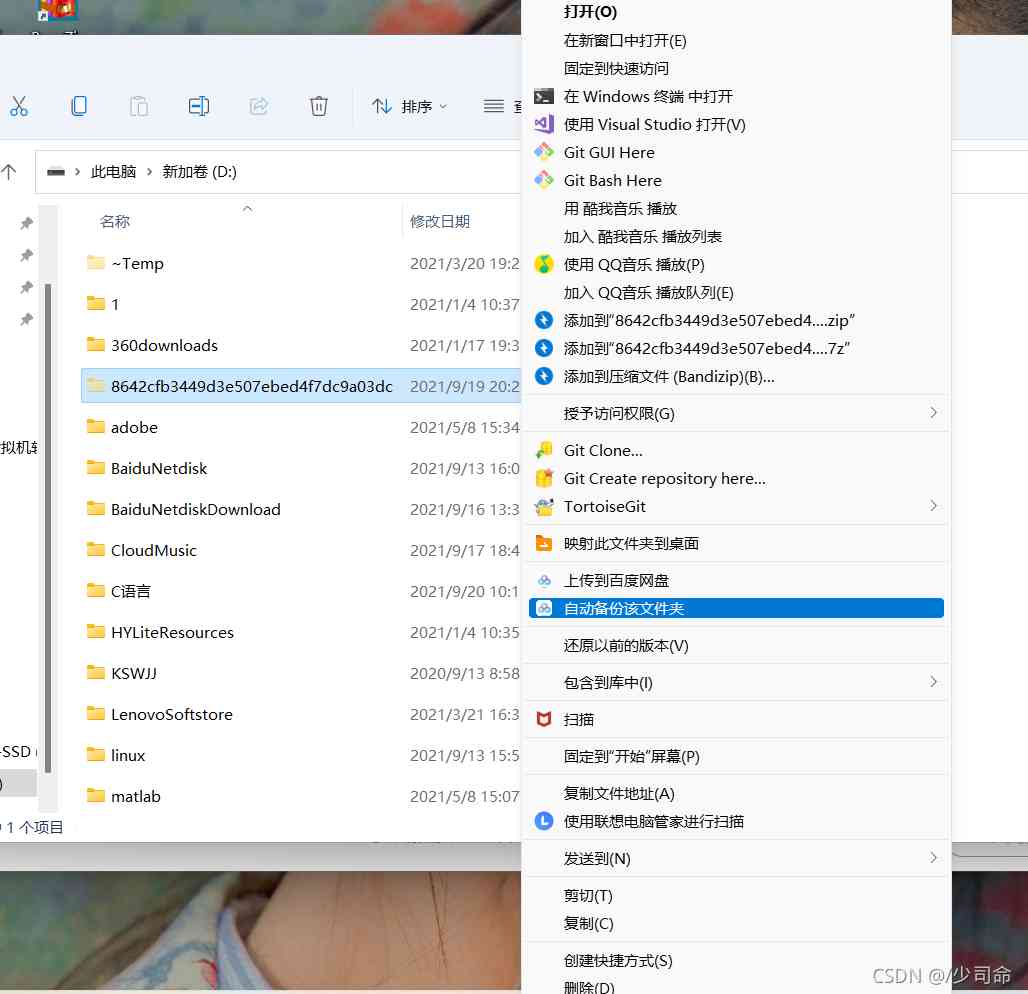 排序
此电脑 › 新加卷 (D:)
名称
修改日期
~Temp 2021/3/20 19:2
1 2021/1/4 10:37
360downloads 2021/1/17 19:3
8642cfb3449d3e507ebed4f7dc9a03dc 2021/9/19 20:2
adobe 2021/5/8 15:34
BaiduNetdisk 2021/9/13 16:0
BaiduNetdiskDownload 2021/9/16 13:3
CloudMusic 2021/9/17 18:4
C语言 2021/9/20 10:1
HYLiteResources 2021/1/4 10:35
KSWJJ 2020/9/13 8:58
LenovoSoftstore 2021/3/21 16:3
linux 2021/9/13 15:5
matlab 2021/5/8 15:07
拟机
-SSD (
)
1 个项目
打开(O)
在新窗口中打开(E)
固定到快速访问
在 Windows 终端 中打开
使用 Visual Studio 打开(V)
Git GUI Here
Git Bash Here
用 酷我音乐 播放
加入 酷我音乐 播放列表
使用 QQ音乐 播放(P)
加入 QQ音乐 播放队列(E)
添加到“8642cfb3449d3e507ebed4....zip”
添加到“8642cfb3449d3e507ebed4....7z”
添加到压缩文件 (Bandizip)(B)...
授予访问权限(G)
Git Clone...
Git Create repository here...
TortoiseGit
映射此文件夹到桌面
上传到百度网盘
自动备份该文件夹
还原以前的版本(V)
包含到库中(I)
扫描
固定到“开始”屏幕(P)
复制文件地址(A)
使用联想电脑管家进行扫描
发送到(N)
剪切(T)
复制(C)
创建快捷方式(S)
删除(D)
CSDN @/少司命